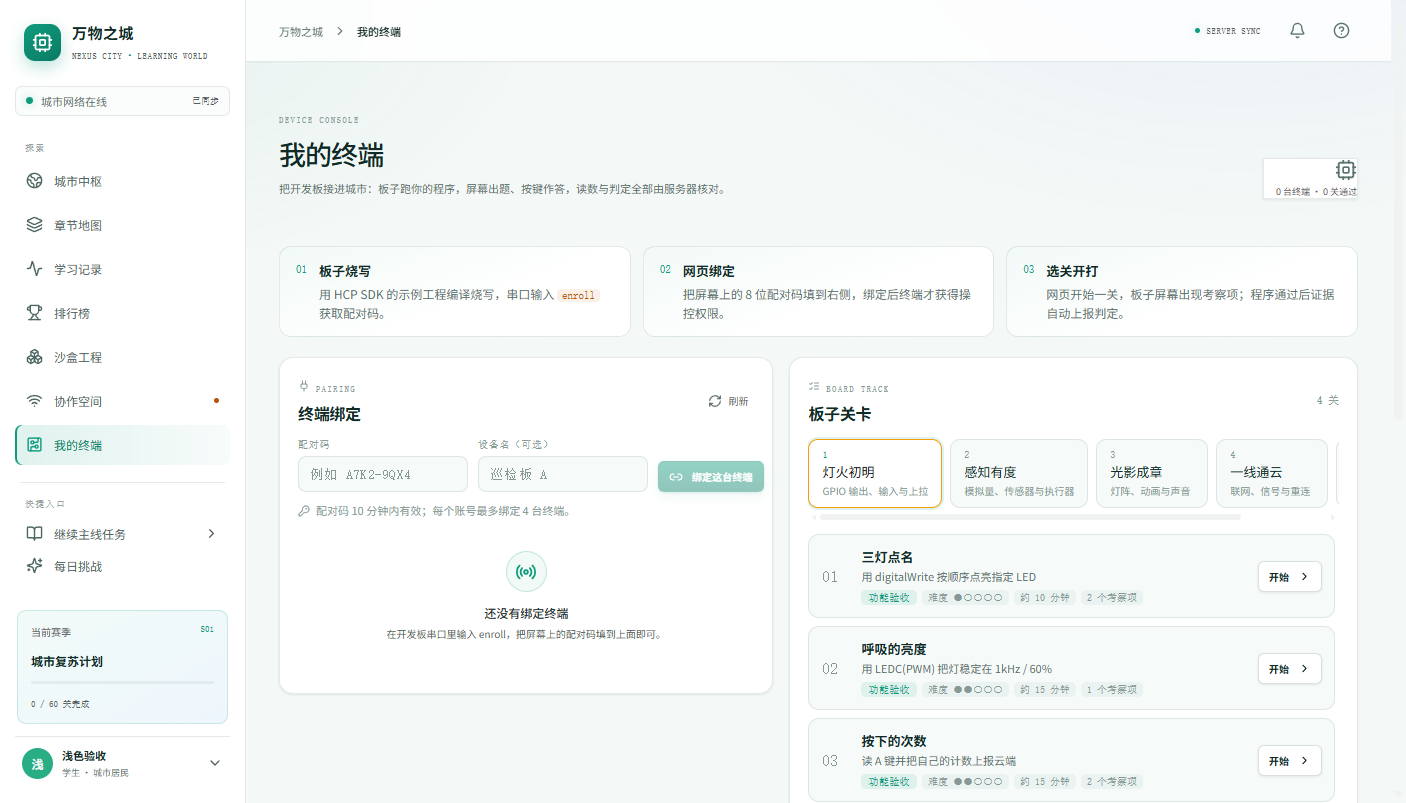 万物之城
NEXUS CITY • LEARNING WORLD
城市网络在线
已同步
探索
城市中枢
章节地图
学习记录
排行榜
沙盒工程
协作空间
我的终端
快捷入口
继续主线任务
每日挑战
当前赛季
S01
城市复苏计划
0 / 60 关完成
浅
浅色验收
学生 · 城市居民
万物之城 > 我的终端
SERVER SYNC
DEVICE CONSOLE
我的终端
把开发板接进城市：板子跑你的程序，屏幕出题、按键作答，读数与判定全部由服务器核对。
0 台终端 · 0 关通过
01 板子烧写
用 HCP SDK 的示例工程编译烧写，串口输入 enroll
获取配对码。
02 网页绑定
把屏幕上的 8 位配对码填到右侧，绑定后终端才获得操
控权限。
03 选关开打
网页开始一关，板子屏幕出现考察项；程序通过后证据
自动上报判定。
PAIRING
终端绑定
刷新
配对码
设备名（可选）
例如 A7K2-9QX4
巡检板 A
绑定这台终端
配对码 10 分钟内有效；每个账号最多绑定 4 台终端。
还没有绑定终端
在开发板串口里输入 enroll，把屏幕上的配对码填到上面即可。
BOARD TRACK
板子关卡
4 关
1
灯火初明
GPIO 输出、输入与上拉
2
感知有度
模拟量、传感器与执行器
3
光影成章
灯阵、动画与声音
4
一线通云
联网、信号与重连
01
三灯点名
用 digitalWrite 按顺序点亮指定 LED
功能验收 难度 ●○○○○ 约 10 分钟 2 个考察项
开始
02
呼吸的亮度
用 LEDC(PWM) 把灯稳定在 1kHz / 60%
功能验收 难度 ●●○○○ 约 15 分钟 1 个考察项
开始
03
按下的次数
读 A 键并把自己的计数上报云端
功能验收 难度 ●●○○○ 约 15 分钟 2 个考察项
开始